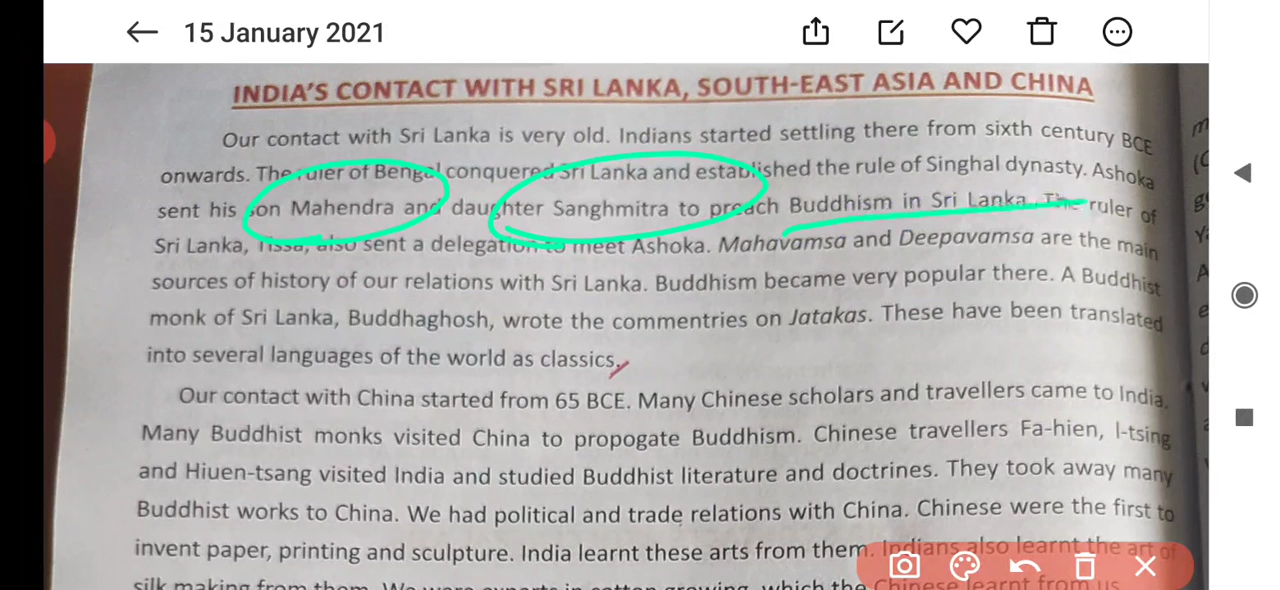 15 January 2021
INDIA'S CONTACT WITH SRI LANKA, SOUTH-EAST ASIA AND CHINA
Our contact with Sri Lanka is very old. Indians started settling there from sixth century BCE
onwards. The ruler of Bengal conquered Sri Lanka and established the rule of Singhal dynasty. Ashoka
sent his son Mahendra and daughter Sanghmitra to preach Buddhism in Sri Lanka. The ruler of
Sri Lanka, Tissa, also sent a delegation to meet Ashoka. Mahavamsa and Deepavamsa are the main
sources of history of our relations with Sri Lanka. Buddhism became very popular there. A Buddhist
monk of Sri Lanka, Buddhaghosh, wrote the commentries on Jatakas. These have been translated
into several languages of the world as classics.
Our contact with China started from 65 BCE. Many Chinese scholars and travellers came to India.
Many Buddhist monks visited China to propogate Buddhism. Chinese travellers Fa-hien, I-tsing
and Hiuen-tsang visited India and studied Buddhist literature and doctrines. They took away many
Buddhist works to China. We had political and trade relations with China. Chinese were the first to
invent paper, printing and sculpture. India learnt these arts from them. Indians also learnt the art of
silk making from them. We were experts in cotton growing, which the Chinese learnt from us